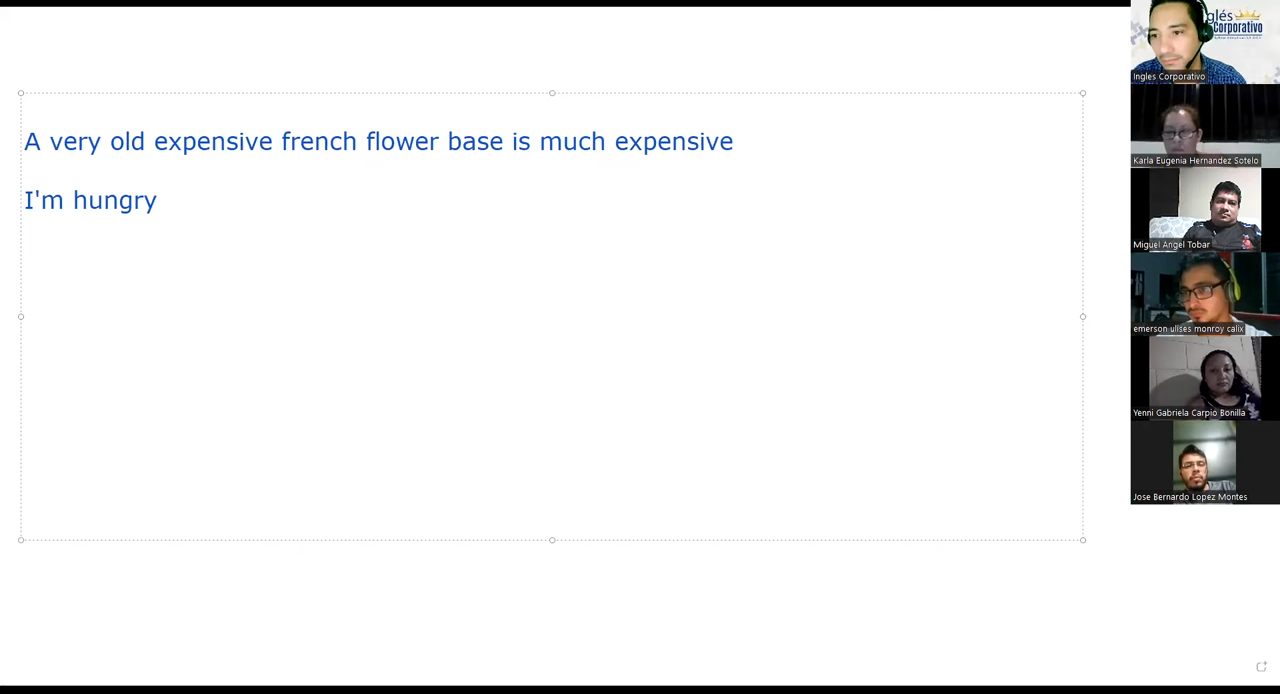 A very old expensive french flower base is much expensive
I'm hungry
glés
Corporativo
Ingles Corporativo
Karla Eugenia Hernandez Sotelo
Miguel Angel Tobar
emerson ulises monroy calix
Yenni Gabriela Carpio Bonilla
Jose Bernardo Lopez Montes